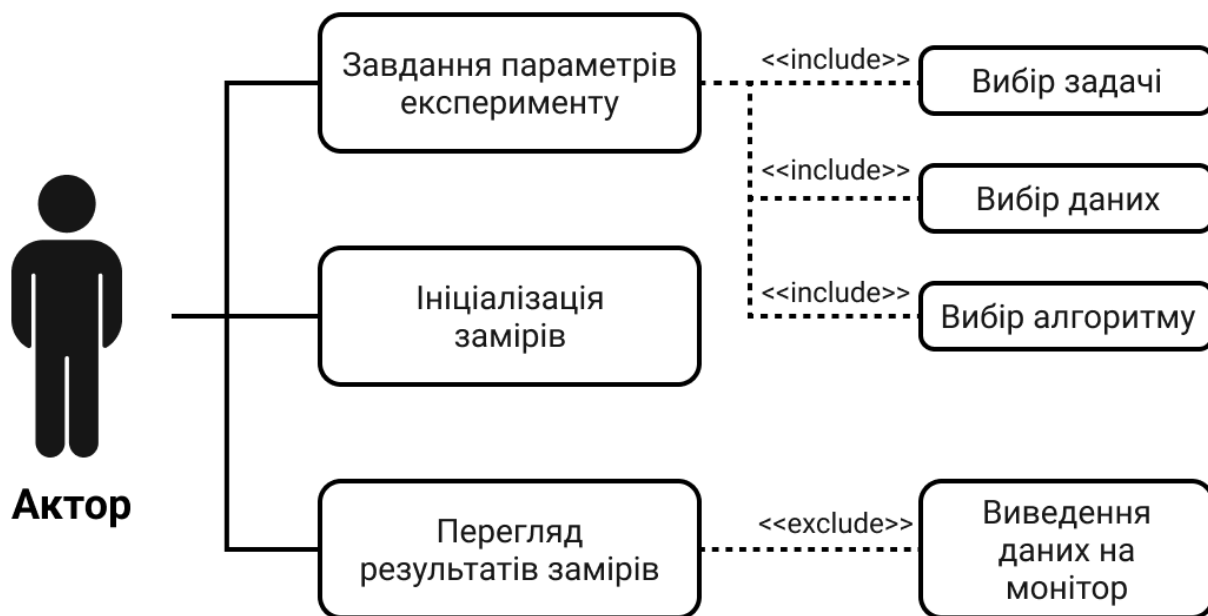 Завдання параметрів
експерименту
<<include>>
Вибір задачі
<<include>>
Вибір даних
<<include>>
Вибір алгоритму
Ініціалізація
замірів
Актор
Перегляд
результатів замірів
<<exclude>>
Виведення
даних на
монітор